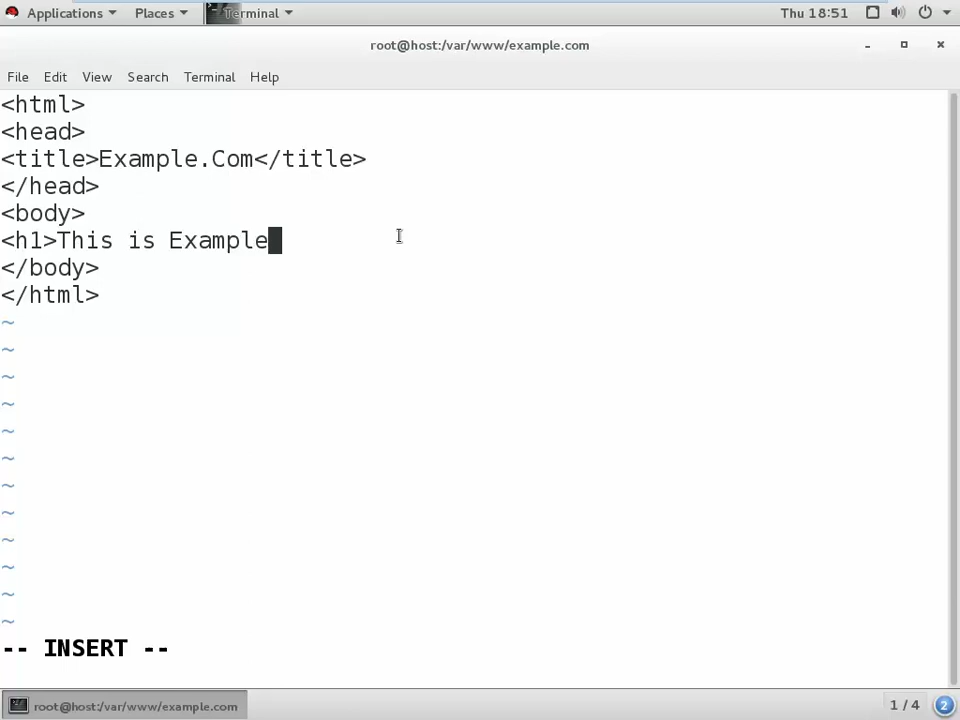 Applications Places Terminal Thu 18:51
root@host:/var/www/example.com
File Edit View Search Terminal Help
<html>
<head>
<title>Example.Com</title>
</head>
<body>
<h1>This is Example
</body>
</html>
~
~
~
~
~
~
~
~
~
~
~
~
-- INSERT --
root@host:/var/www/example.com 1 / 4 2